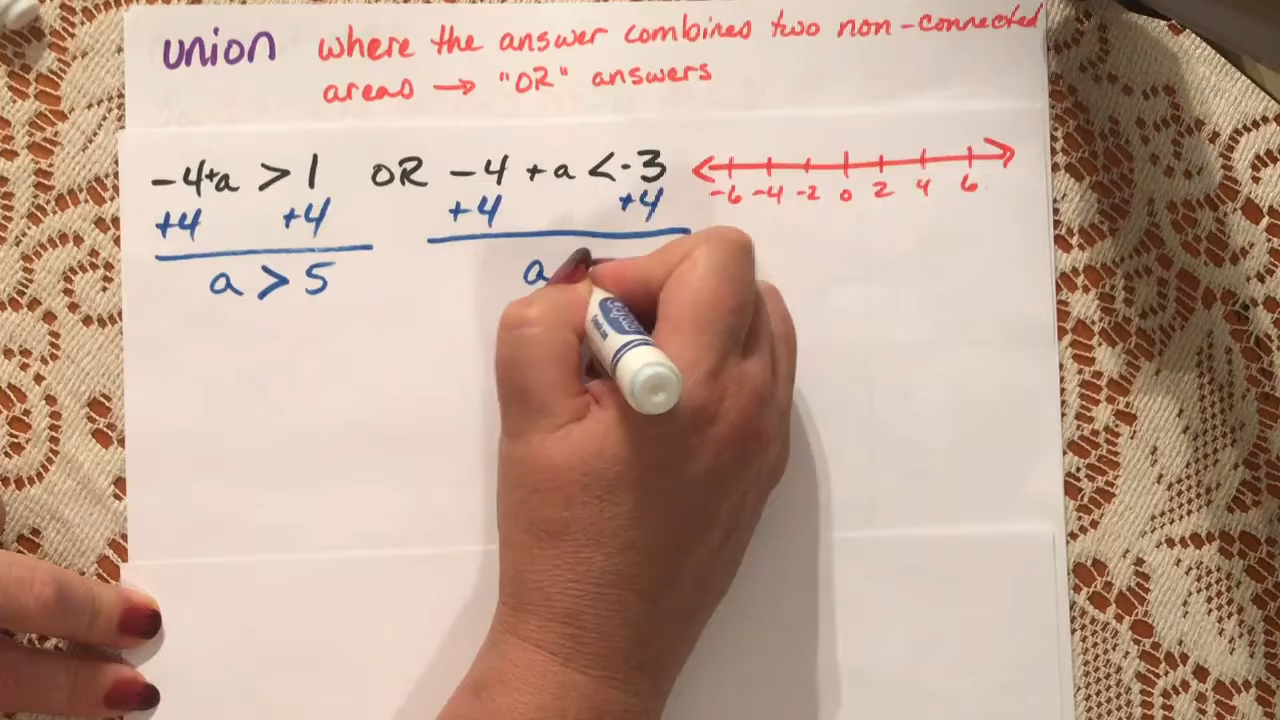 union where the answer combines two non-connected
areas → "OR" answers
-4+a > 1 OR -4 + a < -3
+4 +4 +4 +4
a > 5 a
-6 -4 -2 0 2 4 6